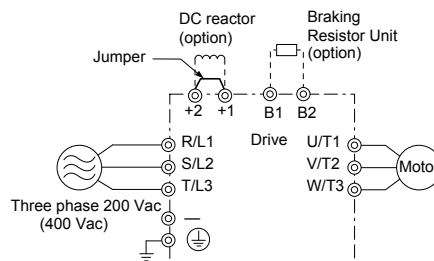 DC reactor
(option)
Braking
Resistor Unit
(option)
Jumper
+2
+1
B1
B2
Drive
R/L1
S/L2
T/L3
U/T1
V/T2
W/T3
Moto
Three phase 200 Vac
(400 Vac)
–